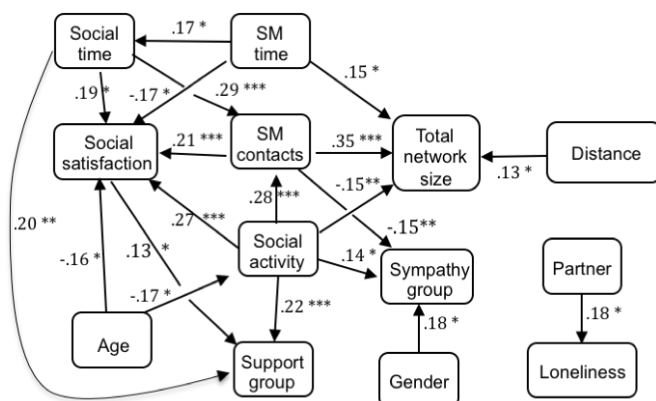 Social
time
.17 *
SM
time
.19 *
-.17 *
.29 ***
.15 *
Social
satisfaction
.21 ***
SM
contacts
.35 ***
Total
network
size
.13 *
Distance
.20 **
-.16 *
.13 *
.27 ***
.28 ***
-.15**
-.15**
Social
activity
.14 *
Sympathy
group
Partner
-.17 *
.22 ***
.18 *
.18 *
Age
Support
group
Gender
Loneliness